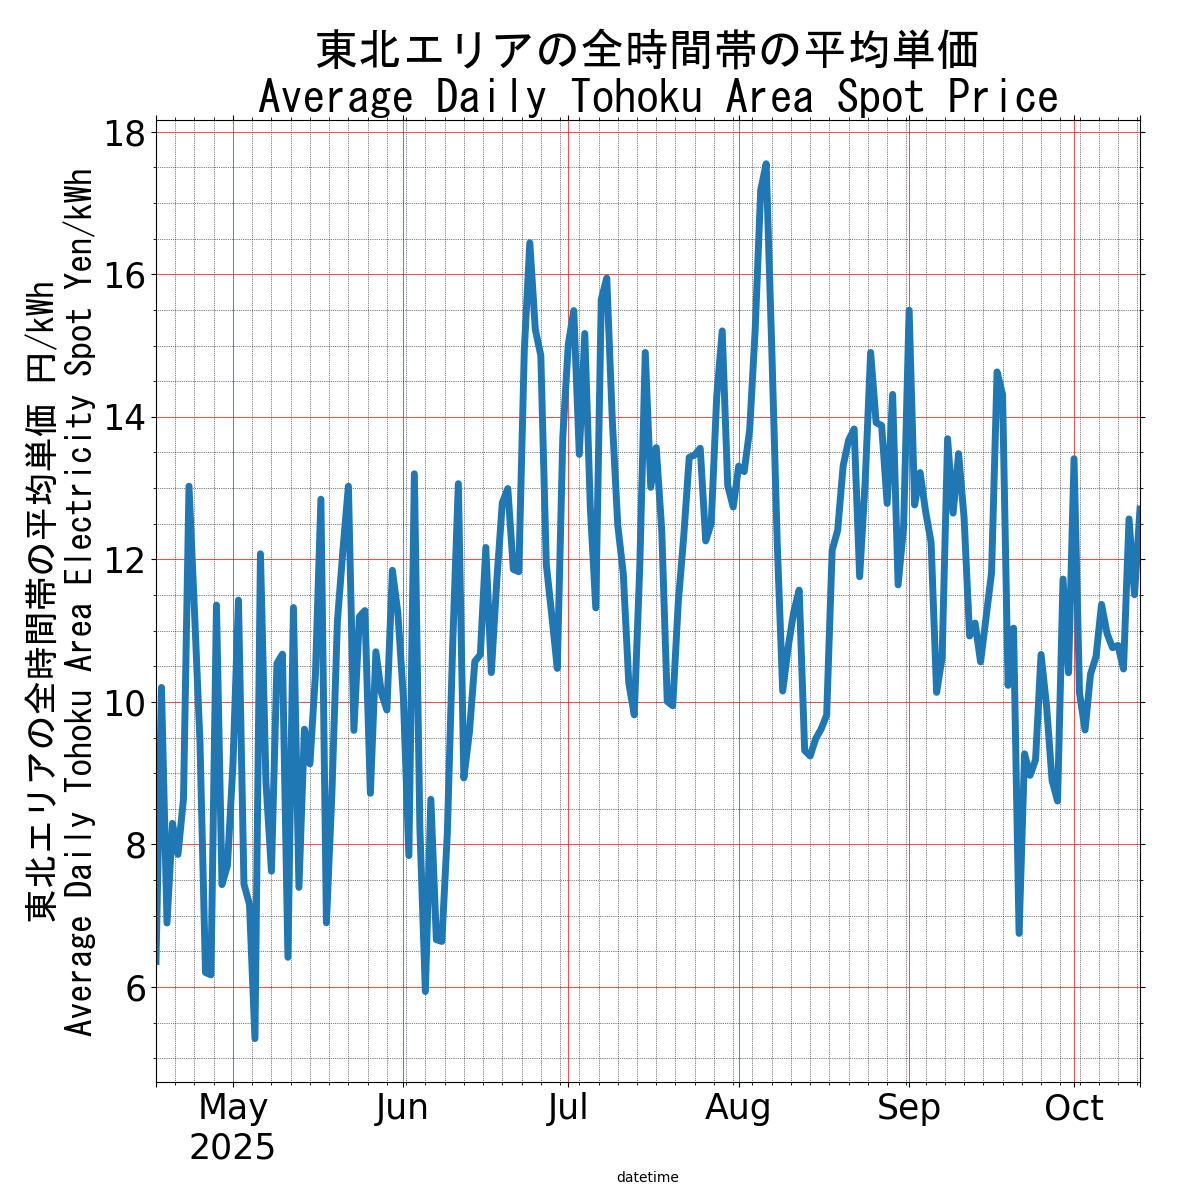 東北エリアの全時間帯の平均単価
Average Daily Tohoku Area Spot Price
東北エリアの全時間帯の平均単価 円/kWh
Average Daily Tohoku Area Electricity Spot Yen/kWh
18
16
14
12
10
8
6
May
2025
Jun
Jul
Aug
Sep
Oct
datetime